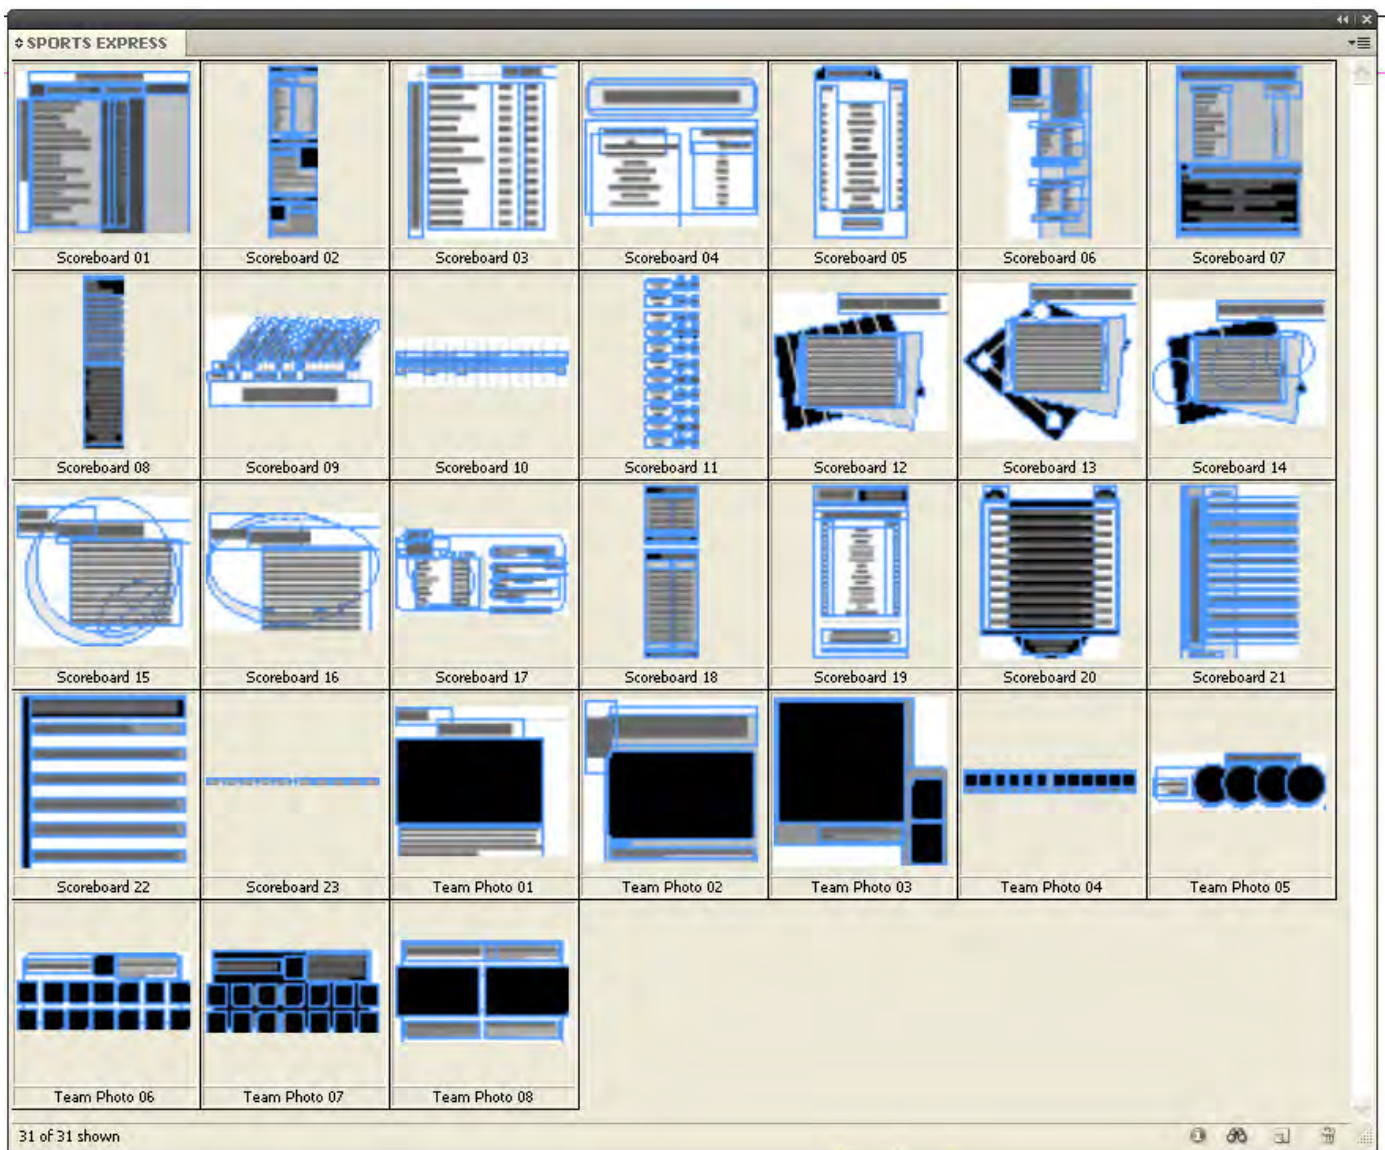 SPORTS EXPRESS
Scoreboard 01 Scoreboard 02 Scoreboard 03 Scoreboard 04 Scoreboard 05 Scoreboard 06 Scoreboard 07
Scoreboard 08 Scoreboard 09 Scoreboard 10 Scoreboard 11 Scoreboard 12 Scoreboard 13 Scoreboard 14
Scoreboard 15 Scoreboard 16 Scoreboard 17 Scoreboard 18 Scoreboard 19 Scoreboard 20 Scoreboard 21
Scoreboard 22 Scoreboard 23 Team Photo 01 Team Photo 02 Team Photo 03 Team Photo 04 Team Photo 05
Team Photo 06 Team Photo 07 Team Photo 08
31 of 31 shown